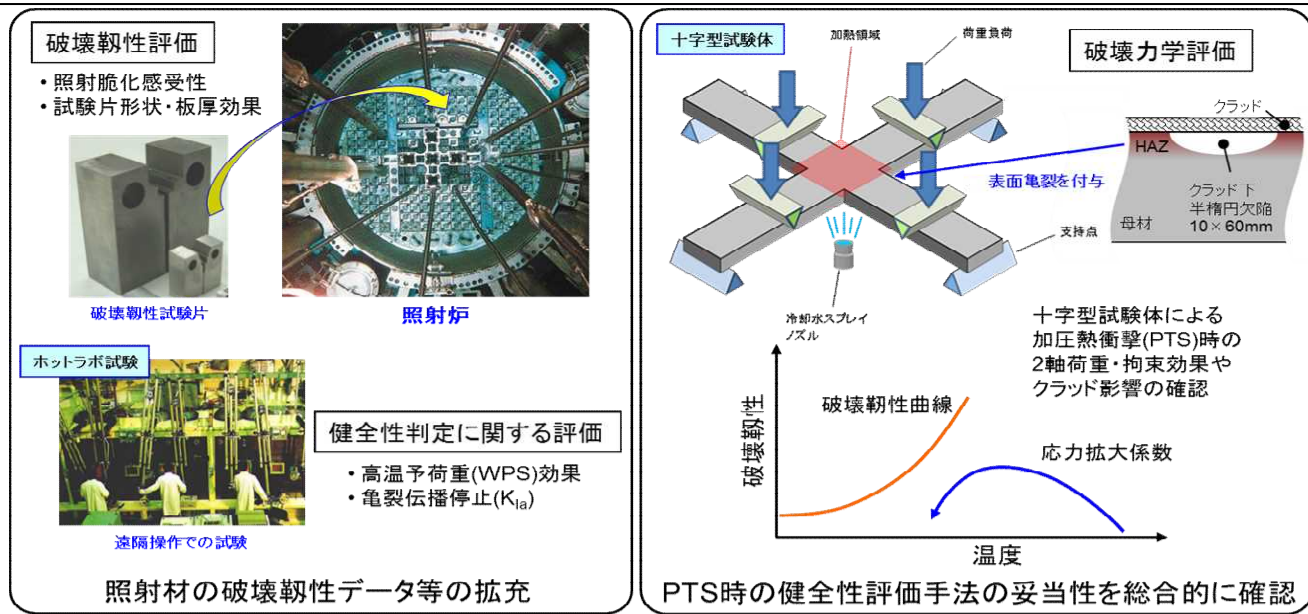 破壊靭性評価
・照射脆化感受性
・試験片形状・板厚効果
破壊靭性試験片
照射炉
ホットラボ試験
遠隔操作での試験
健全性判定に関する評価
・高温予荷重(WPS)効果
・亀裂伝播停止(KIa)
照射材の破壊靭性データ等の拡充
十字型試験体
加熱領域
荷重負荷
破壊力学評価
クラッド
HAZ
表面亀裂を付与
クラッド下
半楕円欠陥
10×60mm
母材
支持点
冷却水スプレイ
ノズル
十字型試験体による
加圧熱衝撃(PTS)時の
2軸荷重・拘束効果や
クラッド影響の確認
破壊靭性
破壊靭性曲線
応力拡大係数
温度
PTS時の健全性評価手法の妥当性を総合的に確認